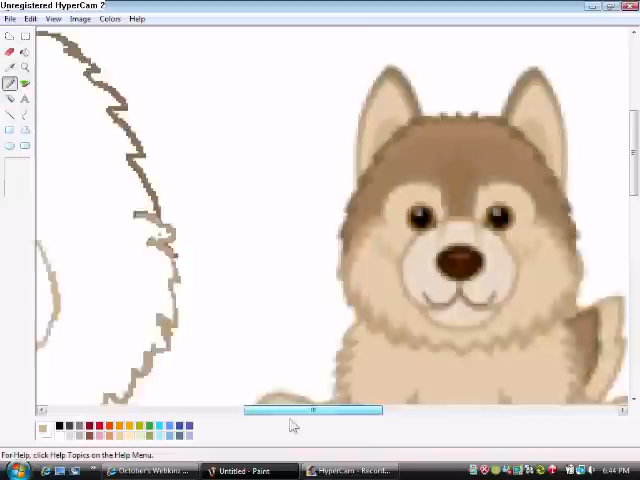 Unregistered HyperCam 2
File Edit View Image Colors Help
For Help, click Help Topics on the Help Menu.
October's Webkinz
Untitled - Paint
HyperCam - Record...
6:44 PM